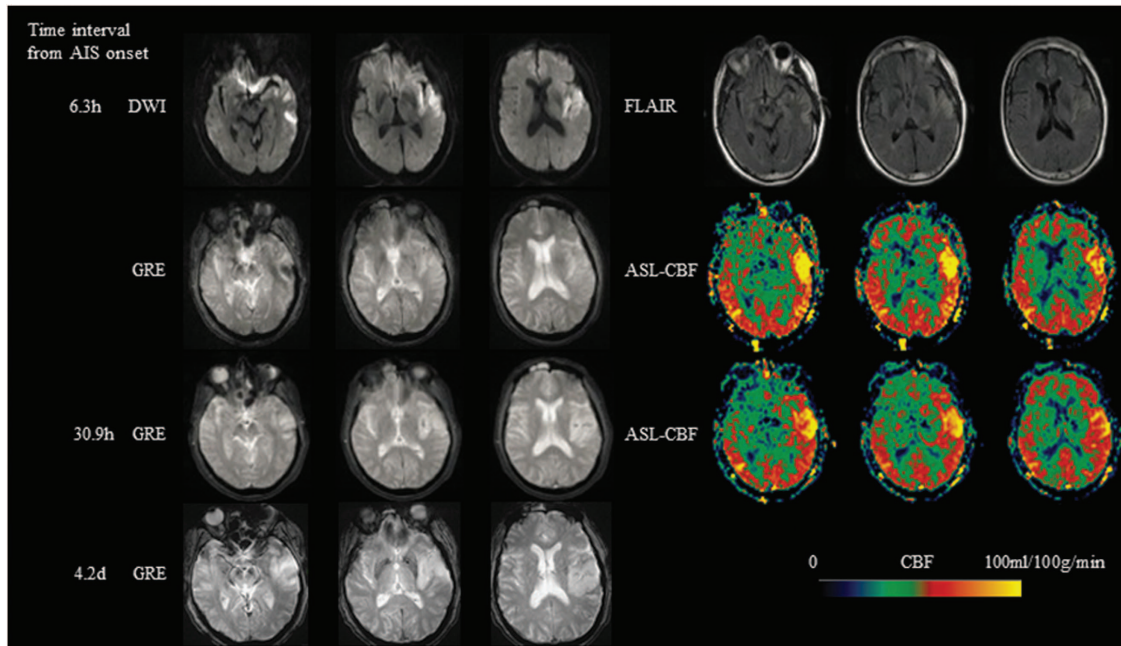 Time interval
from AIS onset
6.3h DWI FLAIR
GRE ASL-CBF
30.9h GRE ASL-CBF
4.2d GRE
0 CBF 100ml/100g/min